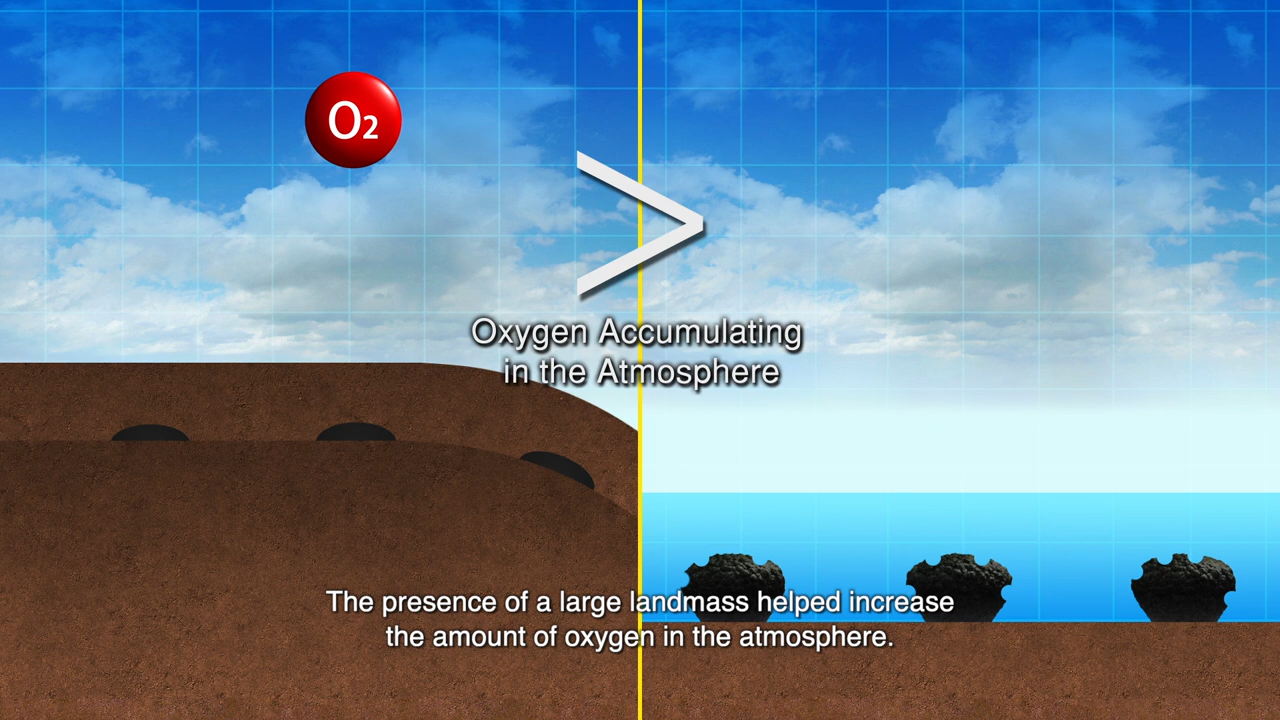 O2
>
Oxygen Accumulating
in the Atmosphere
The presence of a large landmass helped increase
the amount of oxygen in the atmosphere.